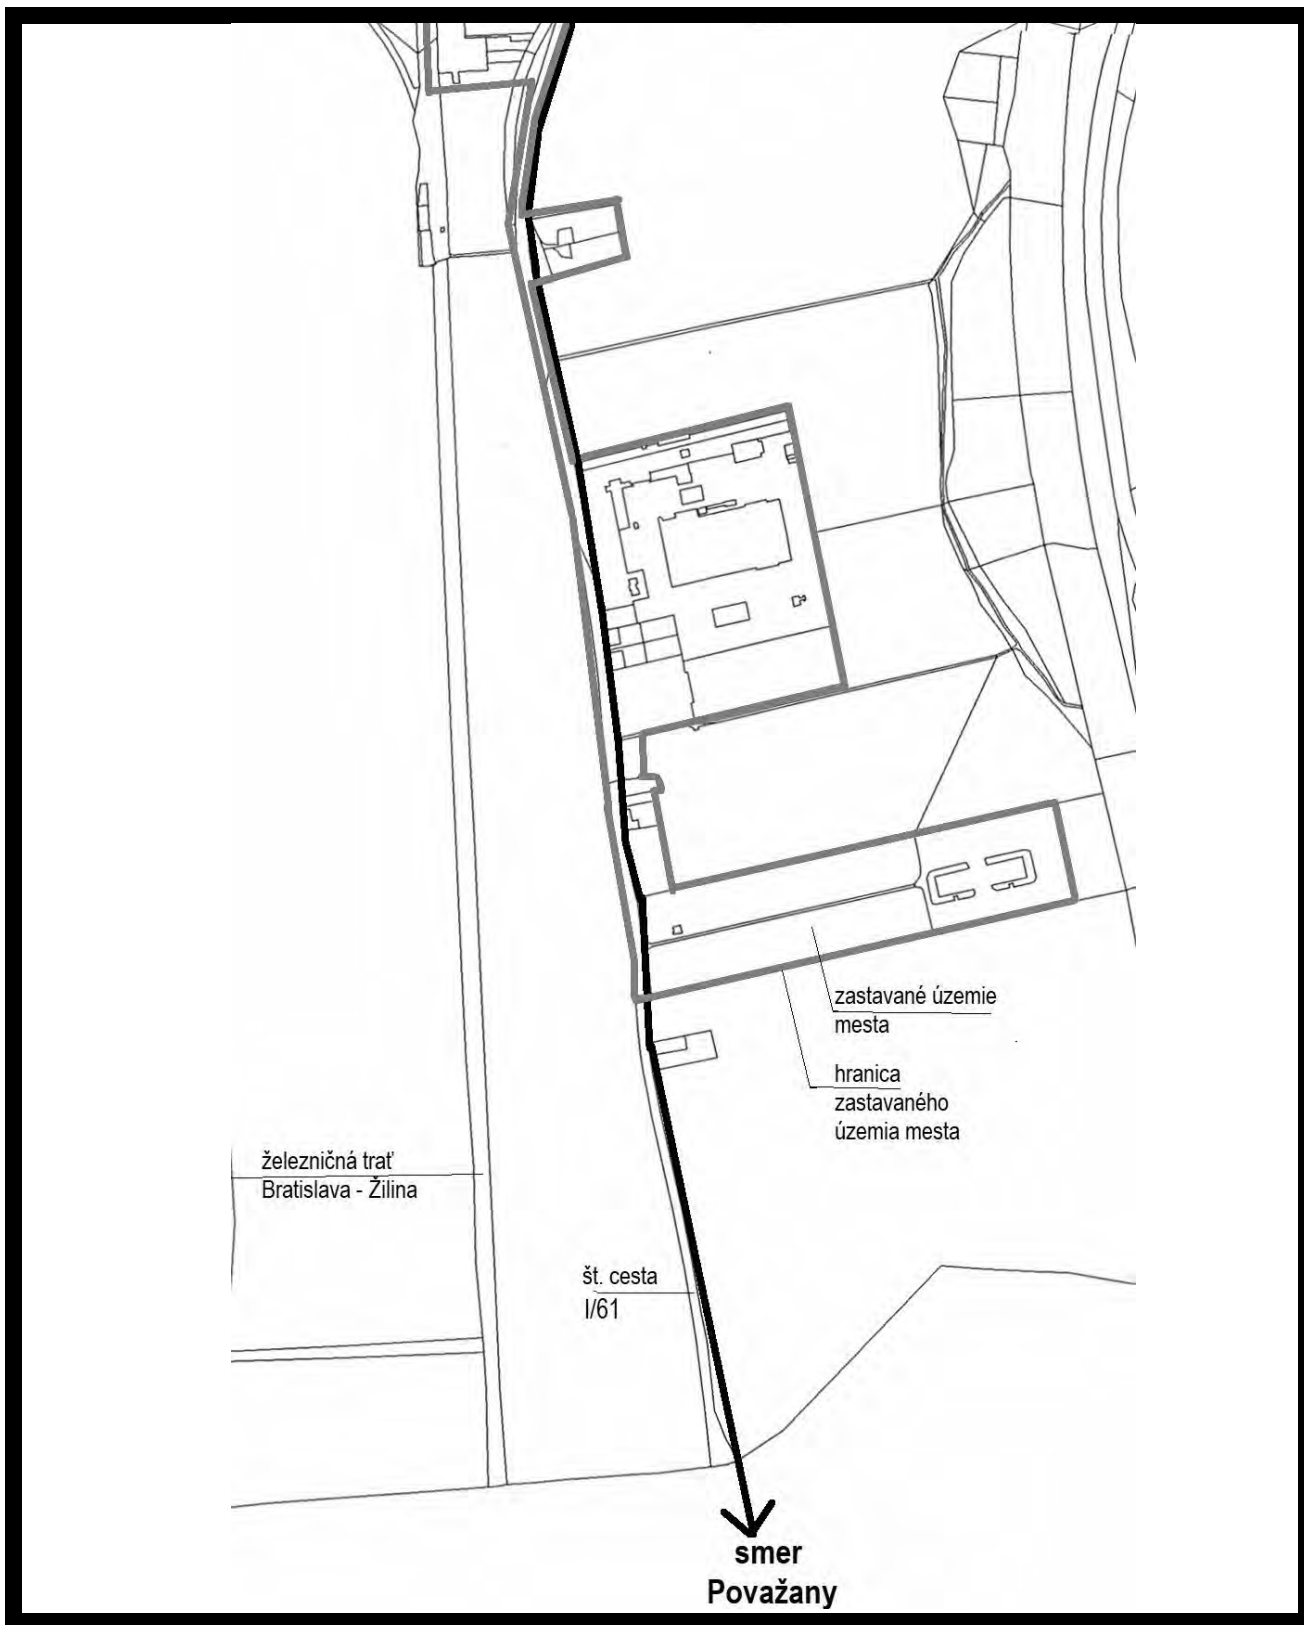 zastavané územie
mesta
hranica
zastavaného
územia mesta
železničná trať
Bratislava - Žilina
št. cesta
I/61
smer
Považany